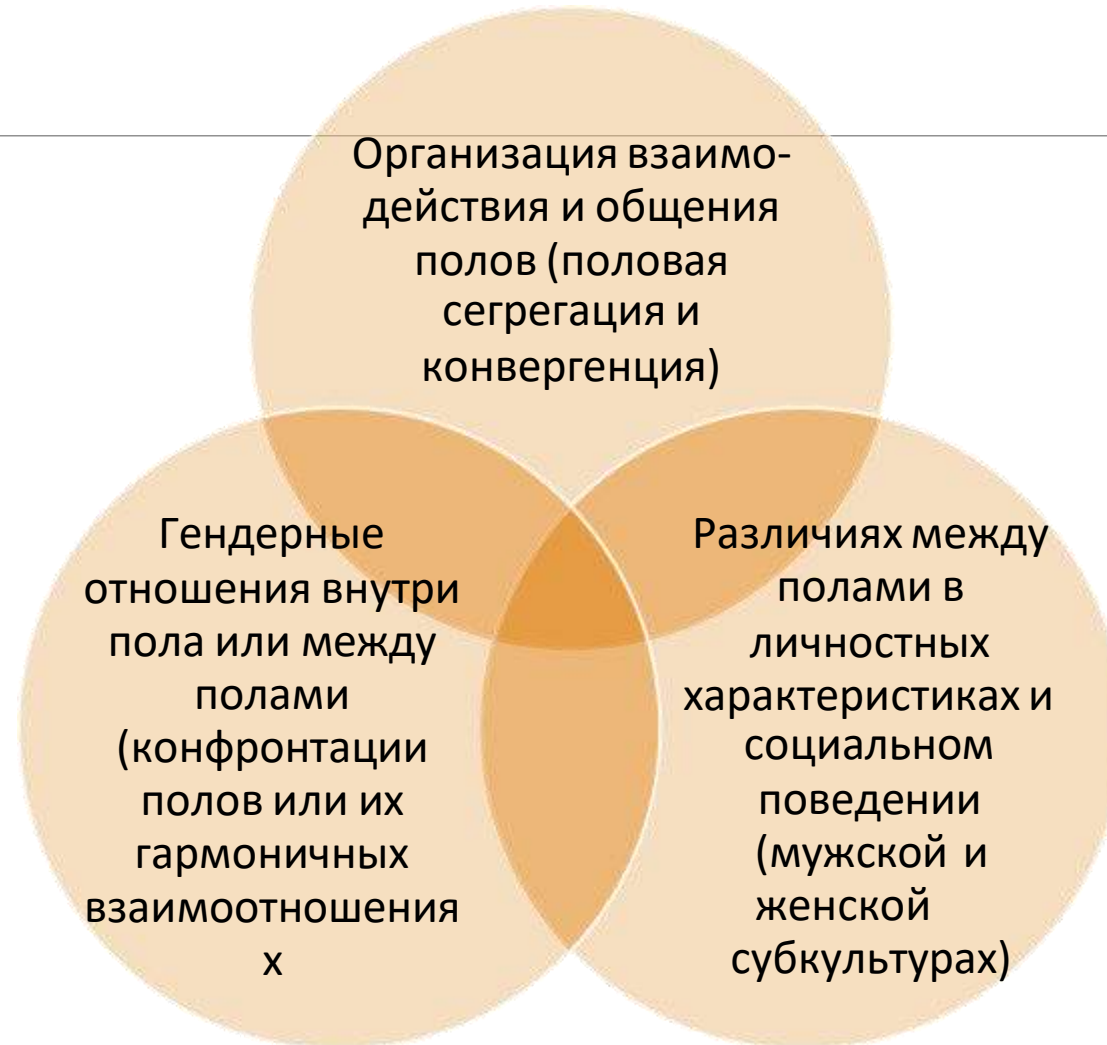 Организация взаимо-
действия и общения
полов (половая
сегрегация и
конвергенция)
Гендерные
отношения внутри
пола или между
полами
(конфронтации
полов или их
гармоничных
взаимоотношения
х
Различиях между
полами в
личностных
характеристиках и
социальном
поведении
(мужской и
женской
субкультурах)